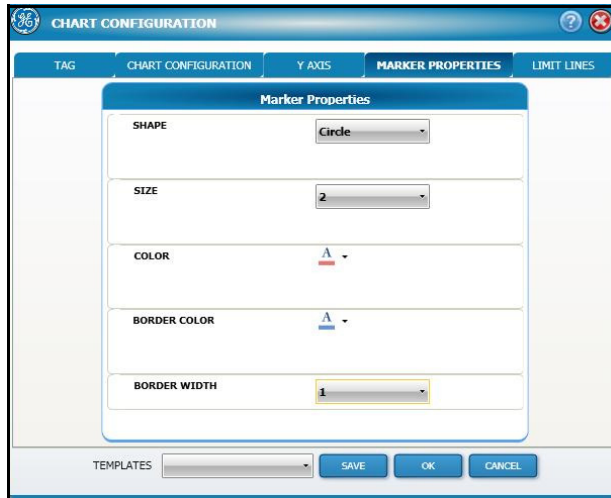 CHART CONFIGURATION
?
TAG CHART CONFIGURATION Y AXIS MARKER PROPERTIES LIMIT LINES
Marker Properties
SHAPE Circle
SIZE 2
COLOR A
BORDER COLOR A
BORDER WIDTH 1
TEMPLATES SAVE OK CANCEL